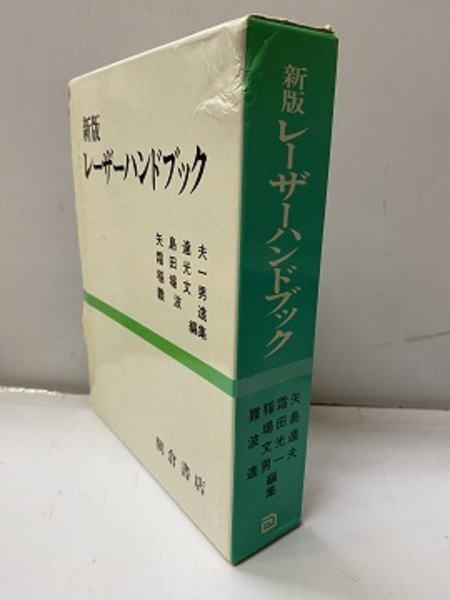 新版
レーザーハンドブック
矢島達夫
霜田光一
稲場文男
難波進
編集
朝倉書店
新版 レーザーハンドブック
矢島達夫
霜田光一
稲場文男
難波進
編集